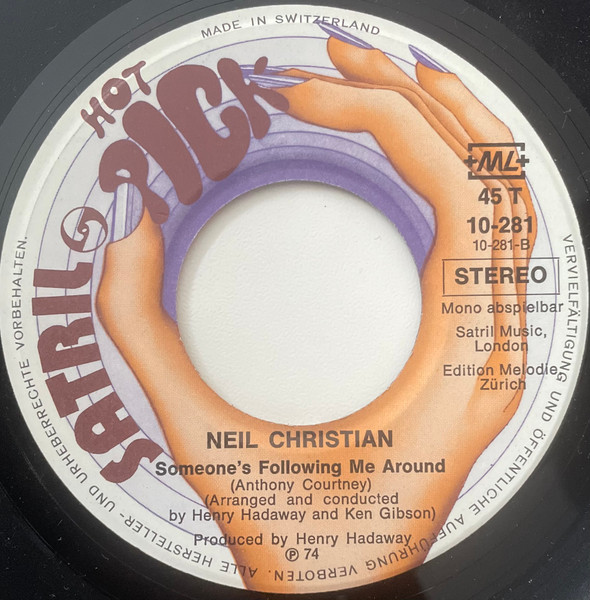 MADE IN SWITZERLAND
HOT
PICK
SATRIL
ML
45 T
10-281
10-281-B
STEREO
Mono abspielbar
Satril Music,
London
Edition Melodie,
Zürich
NEIL CHRISTIAN
Someone's Following Me Around
(Anthony Courtney)
(Arranged and conducted
by Henry Hadaway and Ken Gibson)
Produced by Henry Hadaway
℗ 74
ALLE HERSTELLER- UND URHEBERRECHTE VORBEHALTEN.
VERVIELFÄLTIGUNG UND ÖFFENTLICHE AUFFÜHRUNG VERBOTEN.